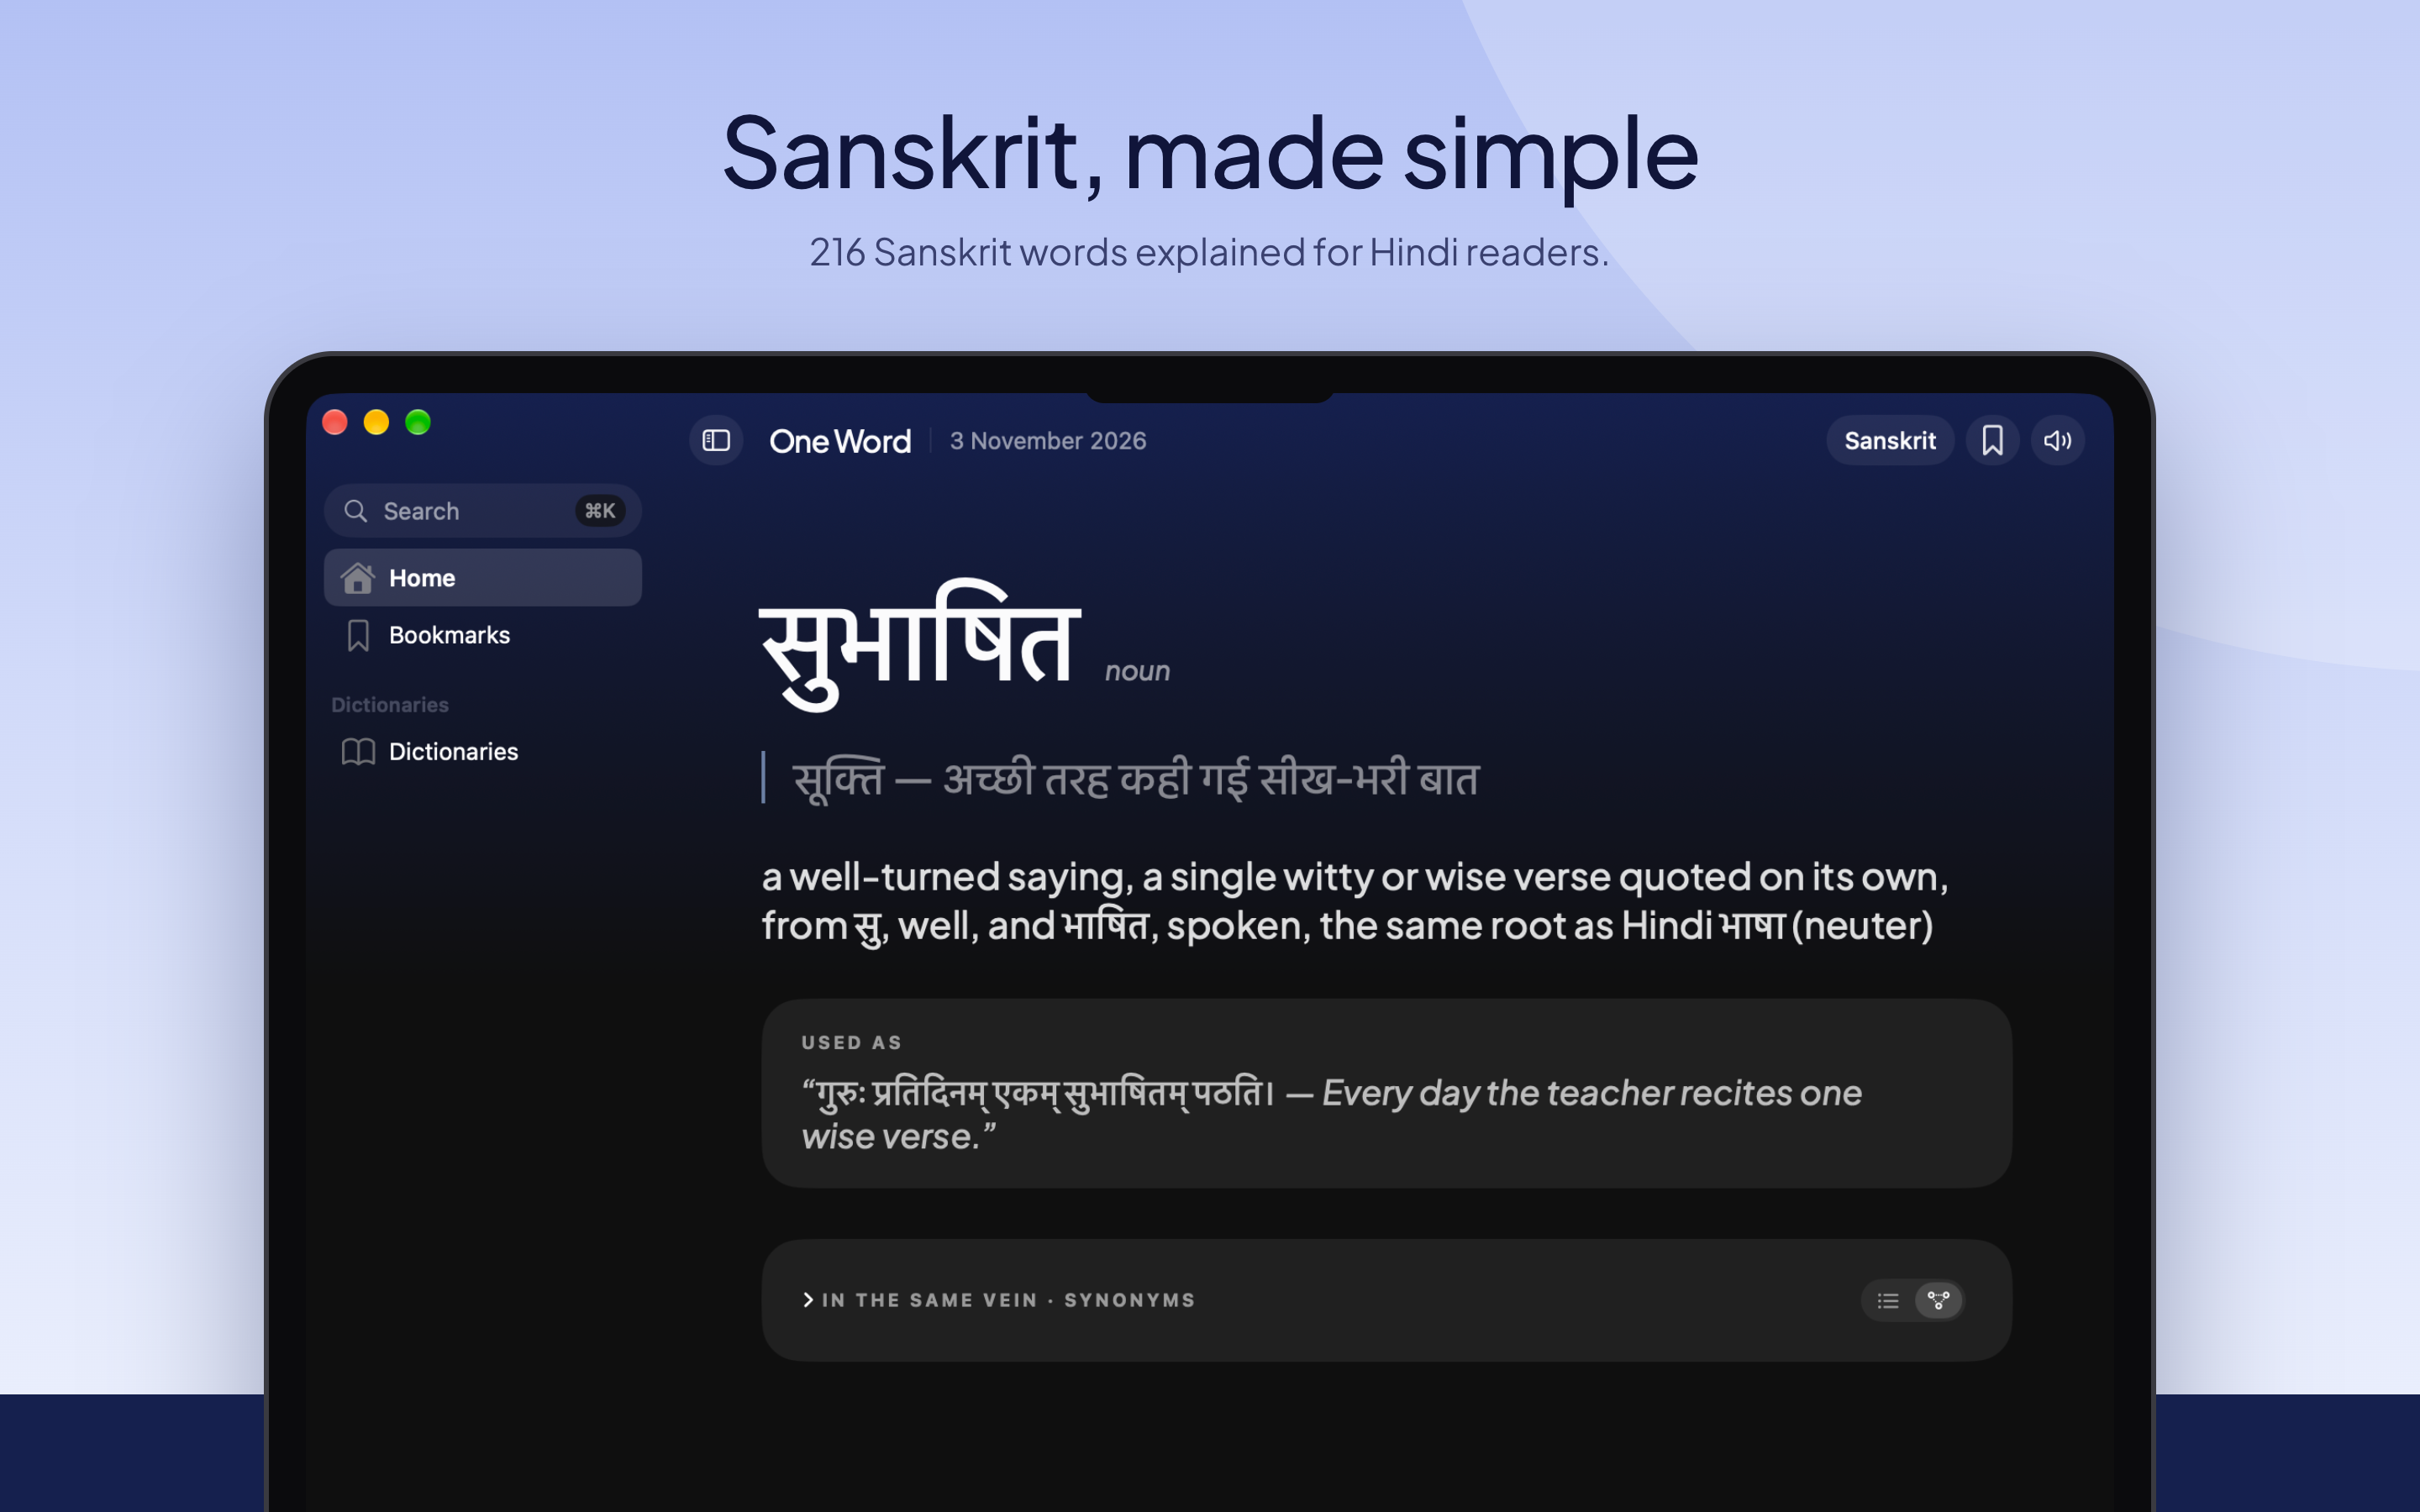 Sanskrit, made simple
216 Sanskrit words explained for Hindi readers.
One Word
3 November 2026
Sanskrit
Search
⌘K
Home
Bookmarks
Dictionaries
Dictionaries
सुभाषित noun
सूक्ति — अच्छी तरह कही गई सीख-भरी बात
a well-turned saying, a single witty or wise verse quoted on its own,
from सु, well, and भाषित, spoken, the same root as Hindi भाषा (neuter)
USED AS
“गुरुः प्रतिदिनम् एकम् सुभाषितम् पठति। — Every day the teacher recites one
wise verse.”
IN THE SAME VEIN · SYNONYMS